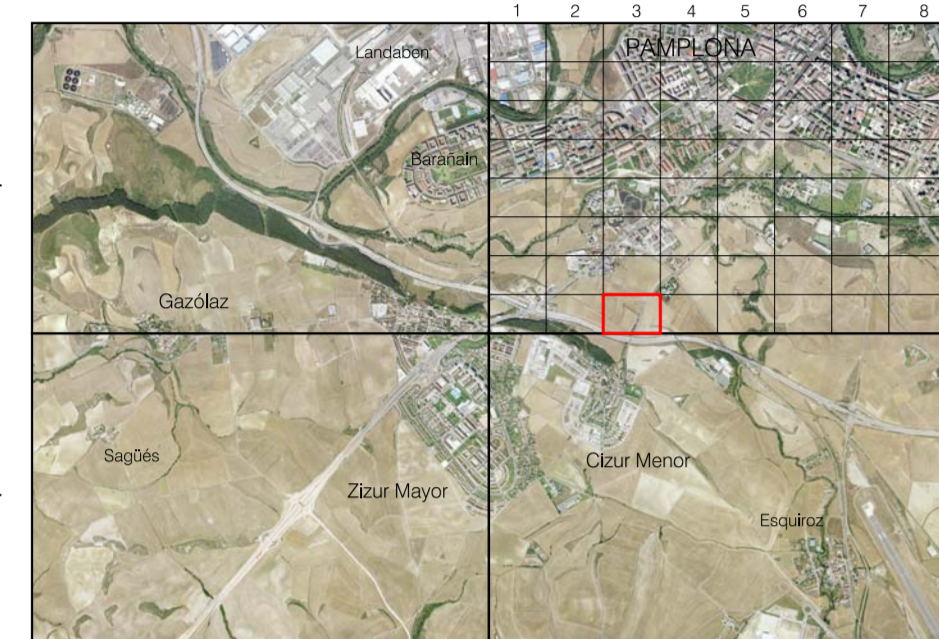 1 2 3 4 5 6 7 8
Landaben
PAMPLONA
Barañain
Gazólaz
Sagüés
Zizur Mayor
Cizur Menor
Esquiroz